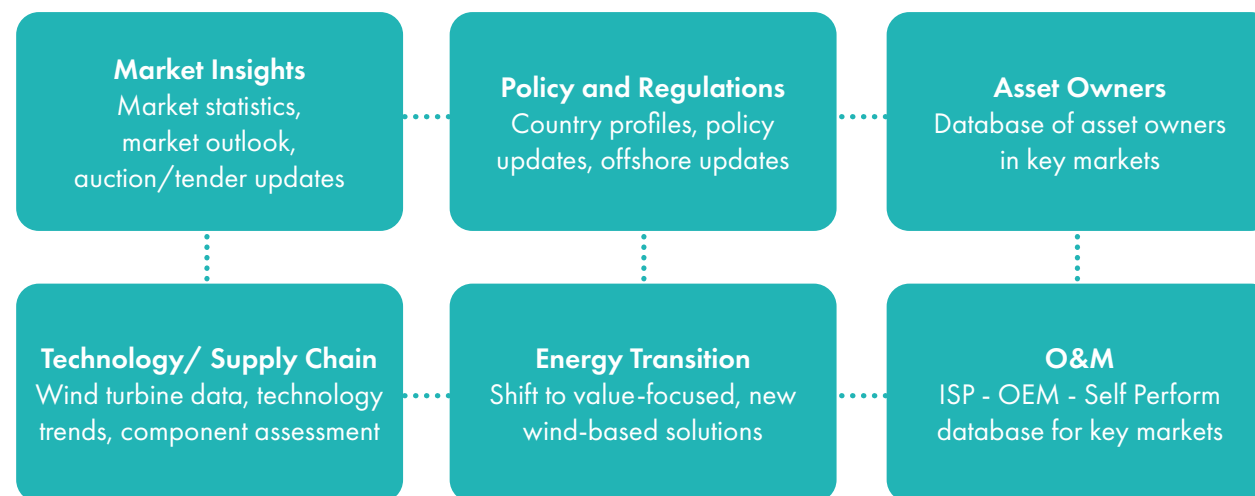 Market Insights
Market statistics,
market outlook,
auction/tender updates
Policy and Regulations
Country profiles, policy
updates, offshore updates
Asset Owners
Database of asset owners
in key markets
Technology/ Supply Chain
Wind turbine data, technology
trends, component assessment
Energy Transition
Shift to value-focused, new
wind-based solutions
O&M
ISP - OEM - Self Perform
database for key markets